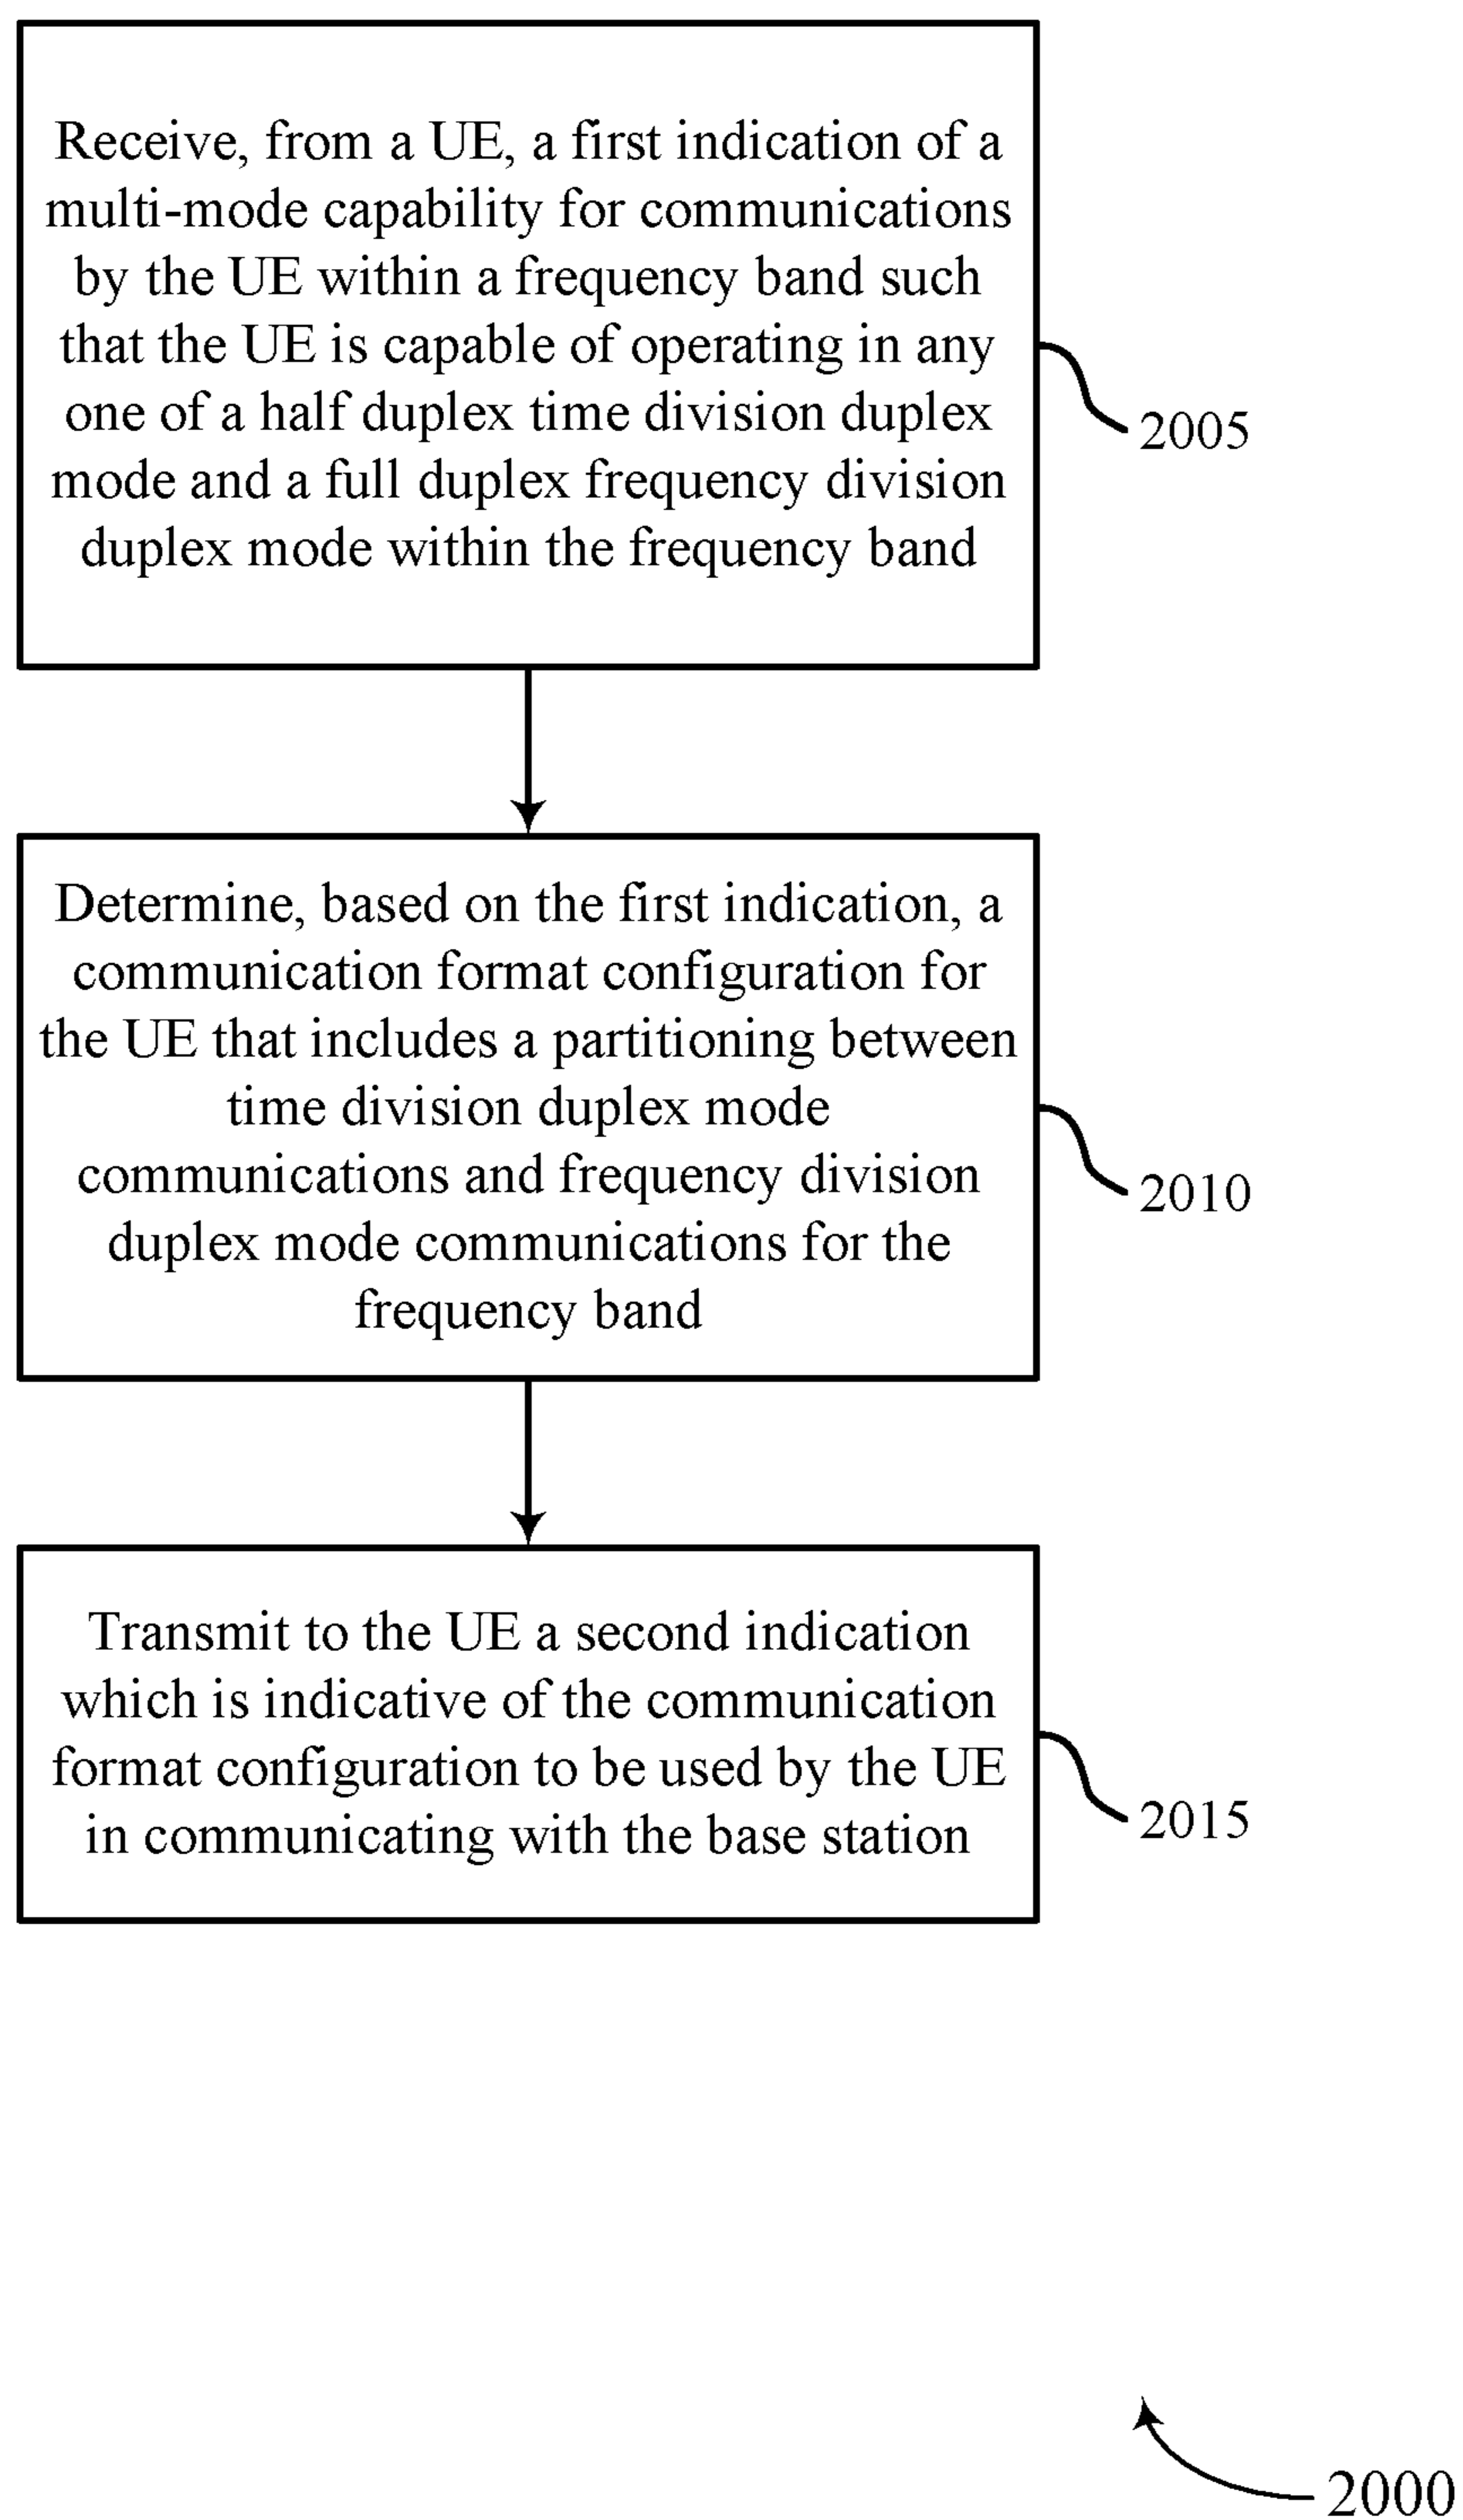 Receive, from a UE, a first indication of a
multi-mode capability for communications
by the UE within a frequency band such
that the UE is capable of operating in any
one of a half duplex time division duplex
mode and a full duplex frequency division
duplex mode within the frequency band
2005
Determine, based on the first indication, a
communication format configuration for
the UE that includes a partitioning between
time division duplex mode
communications and frequency division
duplex mode communications for the
frequency band
2010
Transmit to the UE a second indication
which is indicative of the communication
format configuration to be used by the UE
in communicating with the base station
2015
2000